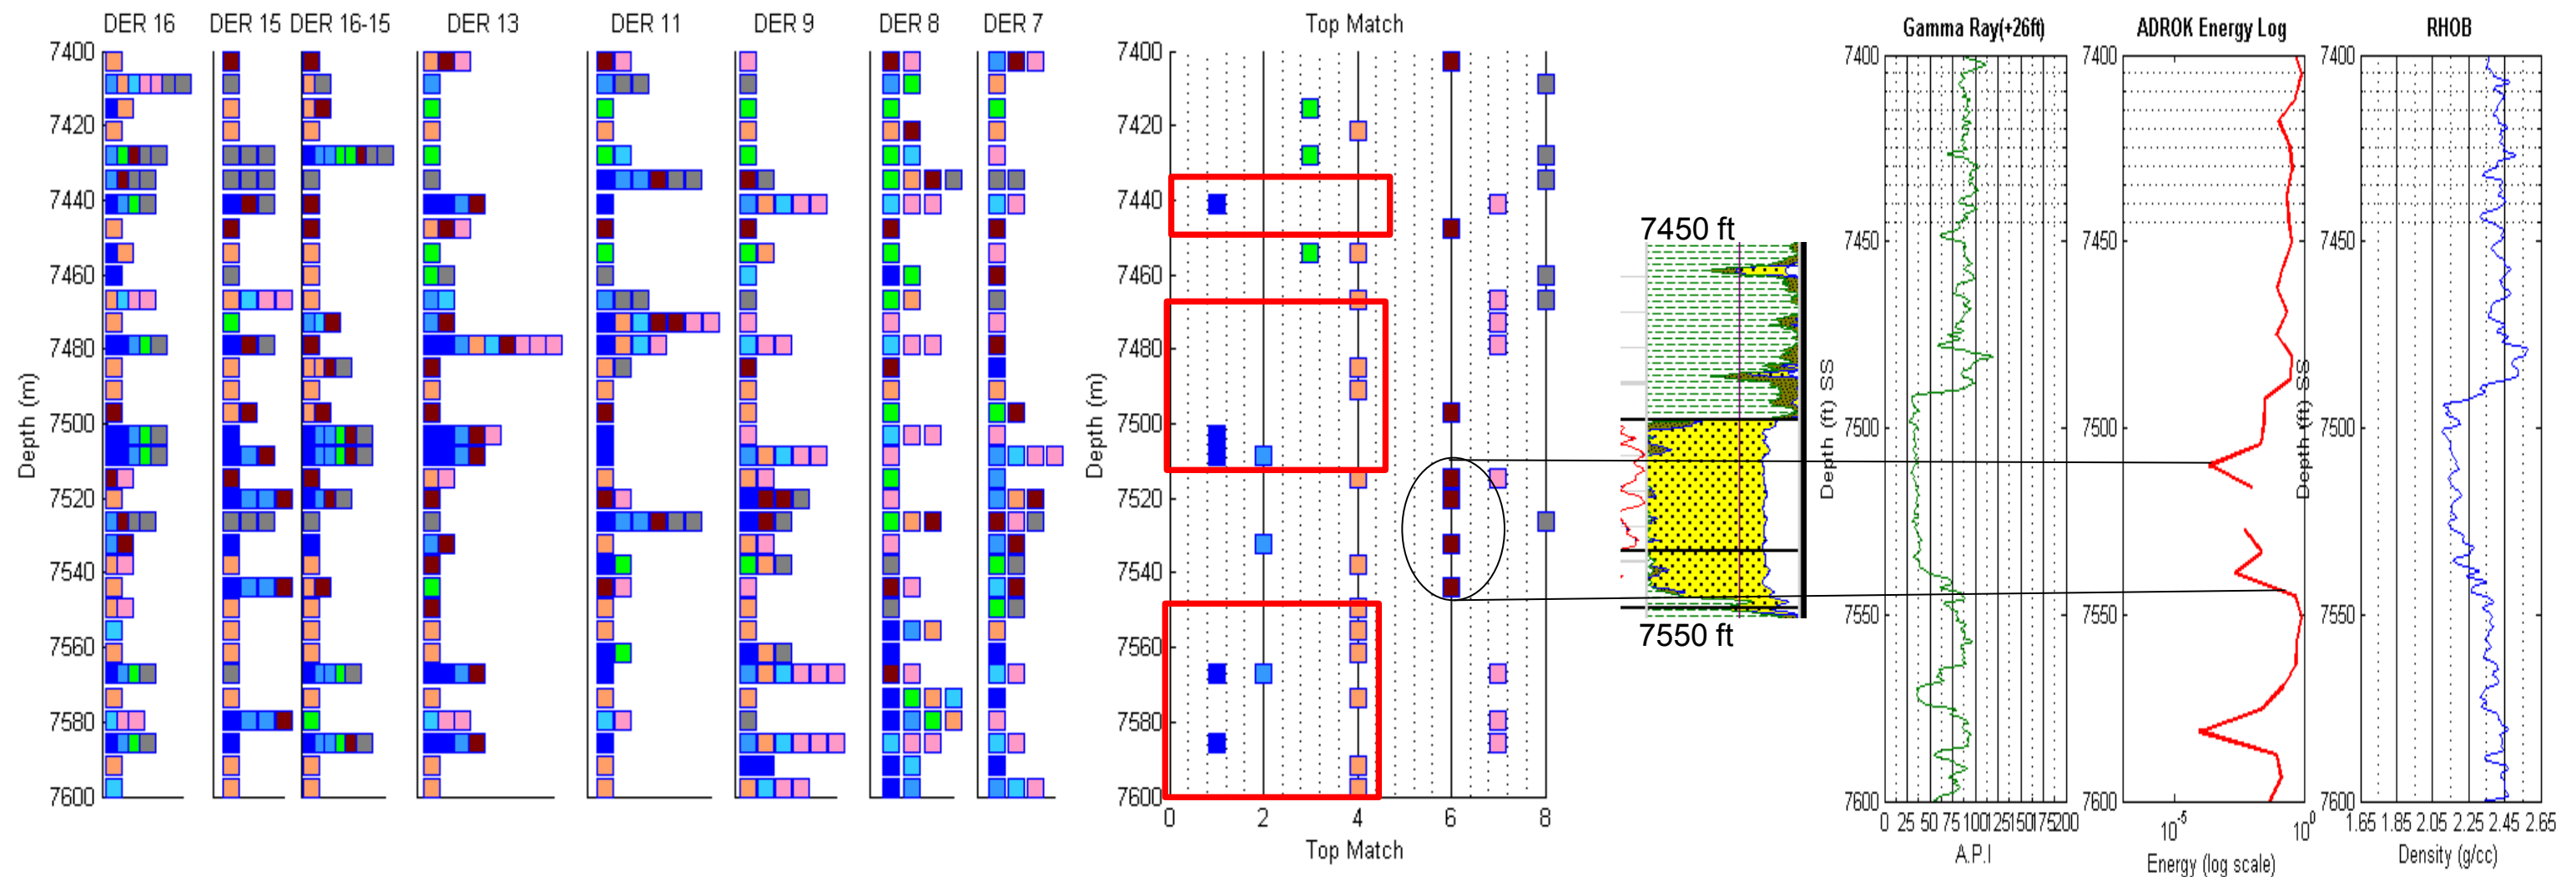 DER 16
DER 15
DER 16-15
DER 13
DER 11
DER 9
DER 8
DER 7
Depth (m)
7400
7420
7440
7460
7480
7500
7520
7540
7560
7580
7600
Top Match
Depth (m)
7400
7420
7440
7460
7480
7500
7520
7540
7560
7580
7600
0 2 4 6 8
Top Match
7450 ft
7550 ft
Gamma Ray(+26ft)
Depth (ft) SS
7400
7450
7500
7550
7600
0 25 50 75 100 125 150 175 200
A.P.I
ADROK Energy Log
7400
7450
7500
7550
7600
10^-5 10^0
Energy (log scale)
RHOB
Depth (ft) SS
7400
7450
7500
7550
7600
1.65 1.85 2.05 2.25 2.45 2.65
Density (g/cc)